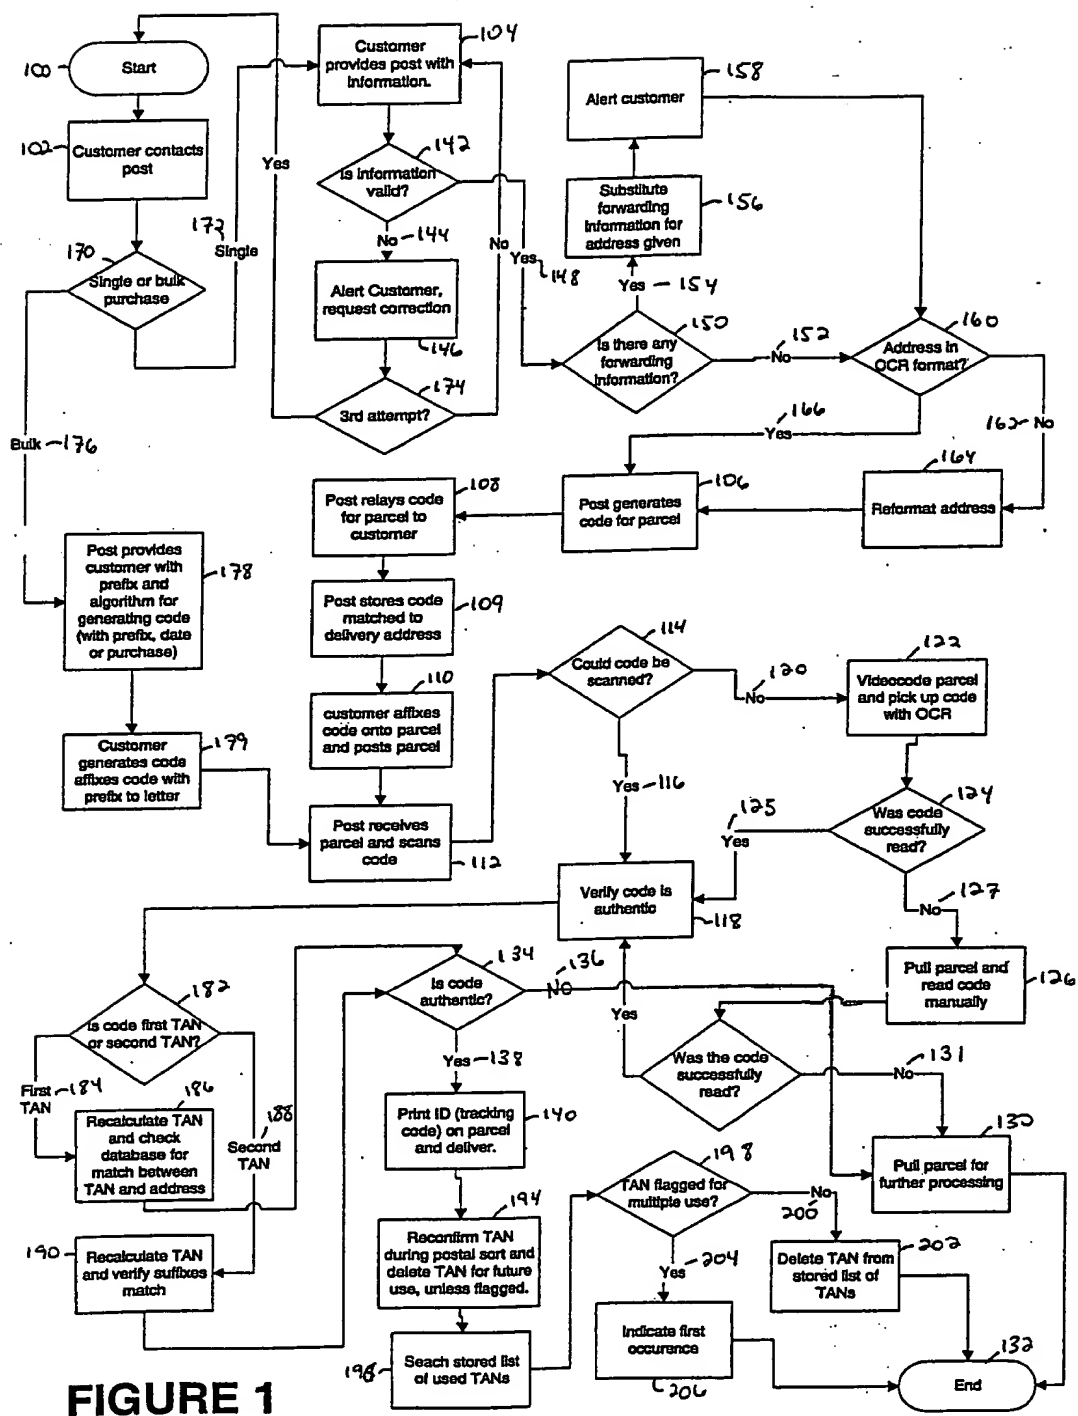 100
Start
102
Customer contacts
post
170
Single or bulk
purchase
172
Single
Bulk
176
Post provides
customer with
prefix and
algorithm for
generating code
(with prefix, date
or purchase)
178
Customer
generates code
affixes code with
prefix to letter
179
Yes
Customer
provides post with
information.
104
Is information
valid?
142
No
144
Alert Customer,
request correction
146
3rd attempt?
174
No
Yes
148
Alert customer
158
Substitute
forwarding
information for
address given
156
Yes
154
Is there any
forwarding
information?
150
No
152
Address in
OCR format?
160
162
No
166
Yes
164
Reformat address
Post generates
code for parcel
106
Post relays code
for parcel to
customer
108
Post stores code
matched to
delivery address
109
110
customer affixes
code onto parcel
and posts parcel
Post receives
parcel and scans
code
112
114
Could code be
scanned?
No
120
122
Videocode parcel
and pick up code
with OCR
Yes
116
Was code
successfully
read?
124
125
Yes
No
127
Verify code is
authentic
118
Pull parcel and
read code
manually
126
Was the code
successfully
read?
Yes
No
131
130
Pull parcel for
further processing
182
Is code first TAN
or second TAN?
First
TAN
184
186
Recalculate TAN
and check
database for
match between
TAN and address
188
Second
TAN
190
Recalculate TAN
and verify suffixes
match
134
Is code
authentic?
136
No
Yes
138
Print ID (tracking
code) on parcel
and deliver.
140
194
Reconfirm TAN
during postal sort and
delete TAN for future
use, unless flagged.
Seach stored list
of used TANs
198
TAN flagged for
multiple use?
No
200
202
Delete TAN from
stored list of
TANs
204
Yes
Indicate first
occurence
206
132
End
FIGURE 1